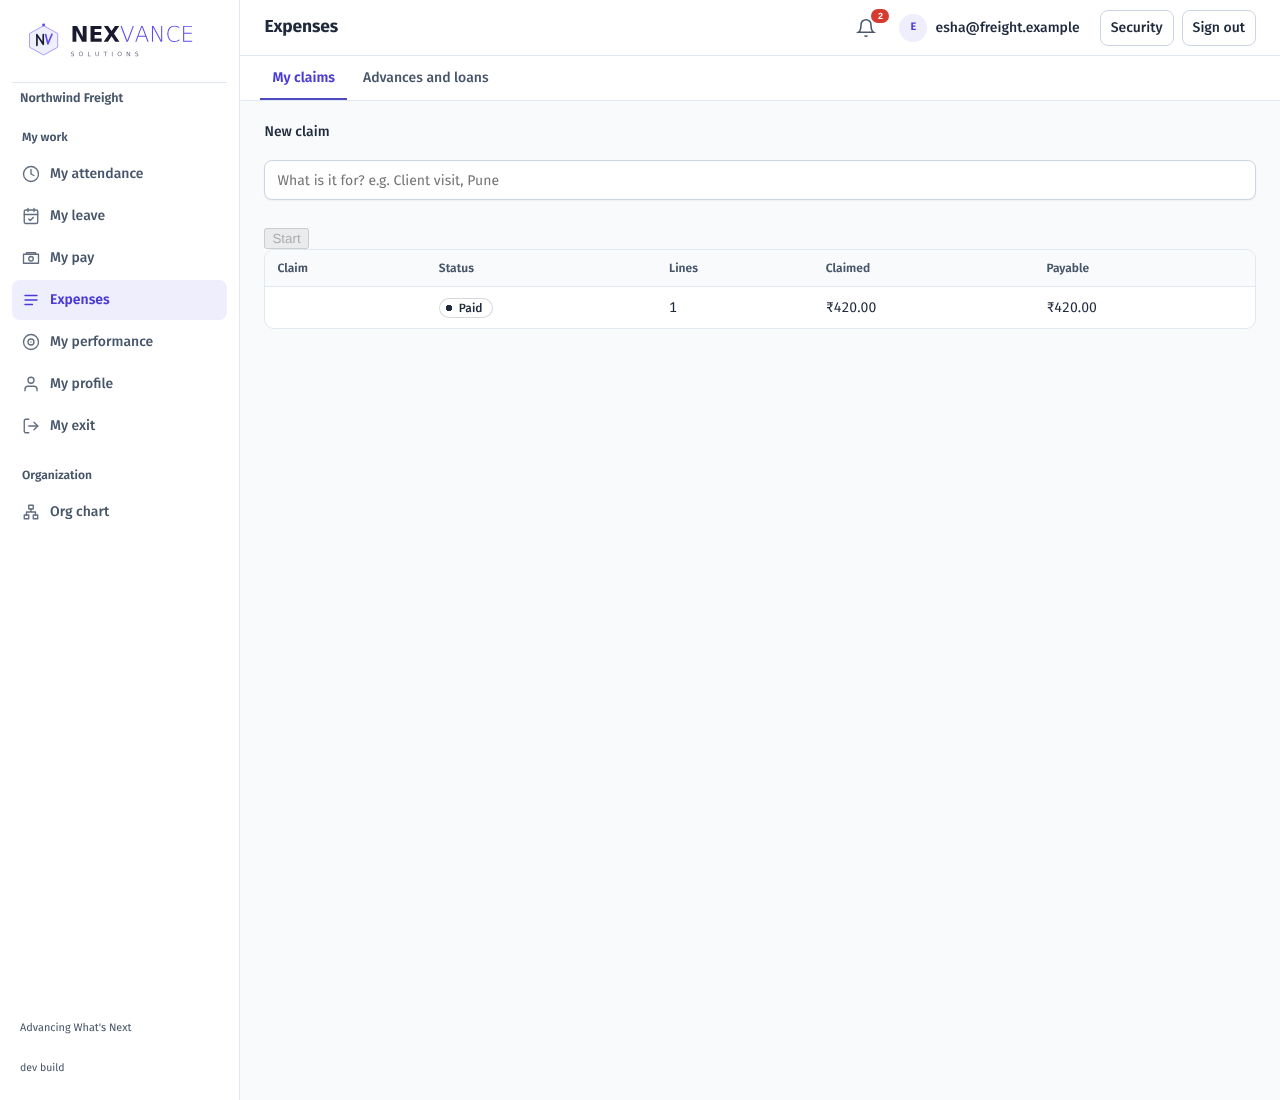 NEXVANCE
SOLUTIONS
Northwind Freight
My work
My attendance
My leave
My pay
Expenses
My performance
My profile
My exit
Organization
Org chart
Advancing What's Next
dev build
Expenses
2
E
esha@freight.example
Security
Sign out
My claims
Advances and loans
New claim
What is it for? e.g. Client visit, Pune
Start
Claim Status Lines Claimed Payable
Paid 1 ₹420.00 ₹420.00